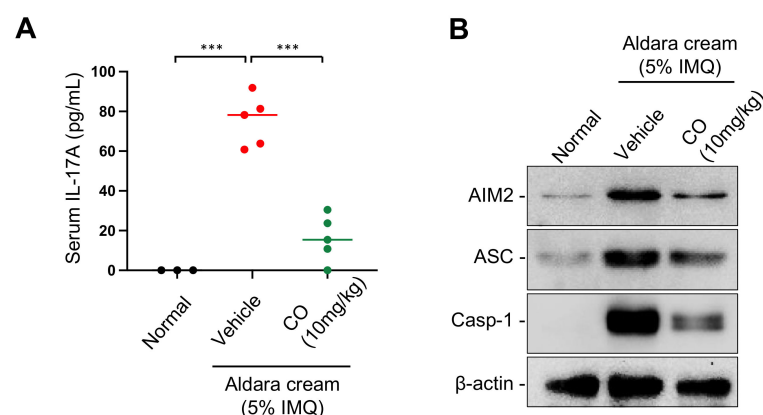 A
***
***
Serum IL-17A (pg/mL)
100
80
60
40
20
0
Normal
Vehicle
CO
(10mg/kg)
Aldara cream
(5% IMQ)
B
Aldara cream
(5% IMQ)
Normal
Vehicle
CO
(10mg/kg)
AIM2 -
ASC -
Casp-1 -
β-actin -